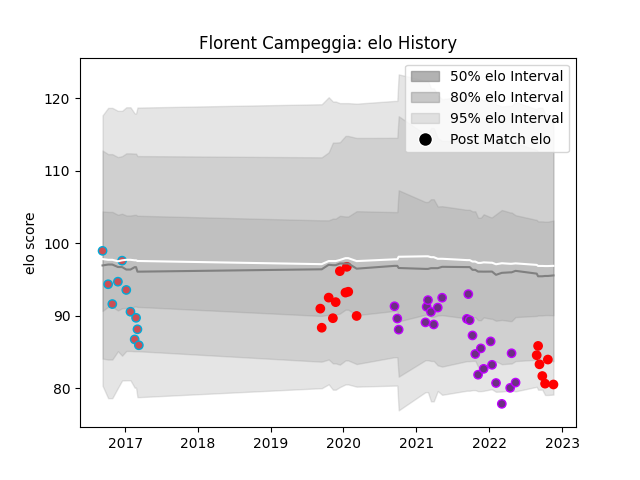 Florent Campeggia: elo History
50% elo Interval
80% elo Interval
95% elo Interval
Post Match elo
elo score
120
110
100
90
80
2017 2018 2019 2020 2021 2022 2023